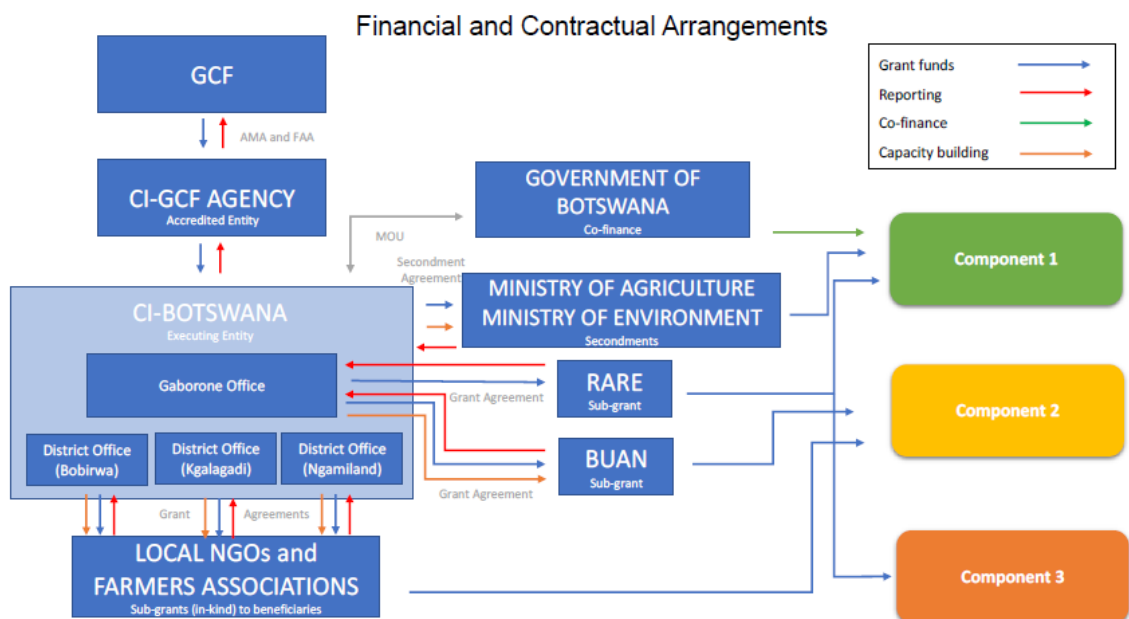 Financial and Contractual Arrangements
GCF
Grant funds
Reporting
Co-finance
Capacity building
AMA and FAA
CI-GCF AGENCY
Accredited Entity
GOVERNMENT OF
BOTSWANA
Co-finance
MOU
Secondment
Agreement
Component 1
CI-BOTSWANA
Executing Entity
MINISTRY OF AGRICULTURE
MINISTRY OF ENVIRONMENT
Secondments
Gaborone Office
RARE
Sub-grant
Grant Agreement
Component 2
District Office
(Bobirwa)
District Office
(Kgalagadi)
District Office
(Ngamiland)
BUAN
Sub-grant
Grant Agreement
Grant
Agreements
LOCAL NGOs and
FARMERS ASSOCIATIONS
Sub-grants (in-kind) to beneficiaries
Component 3